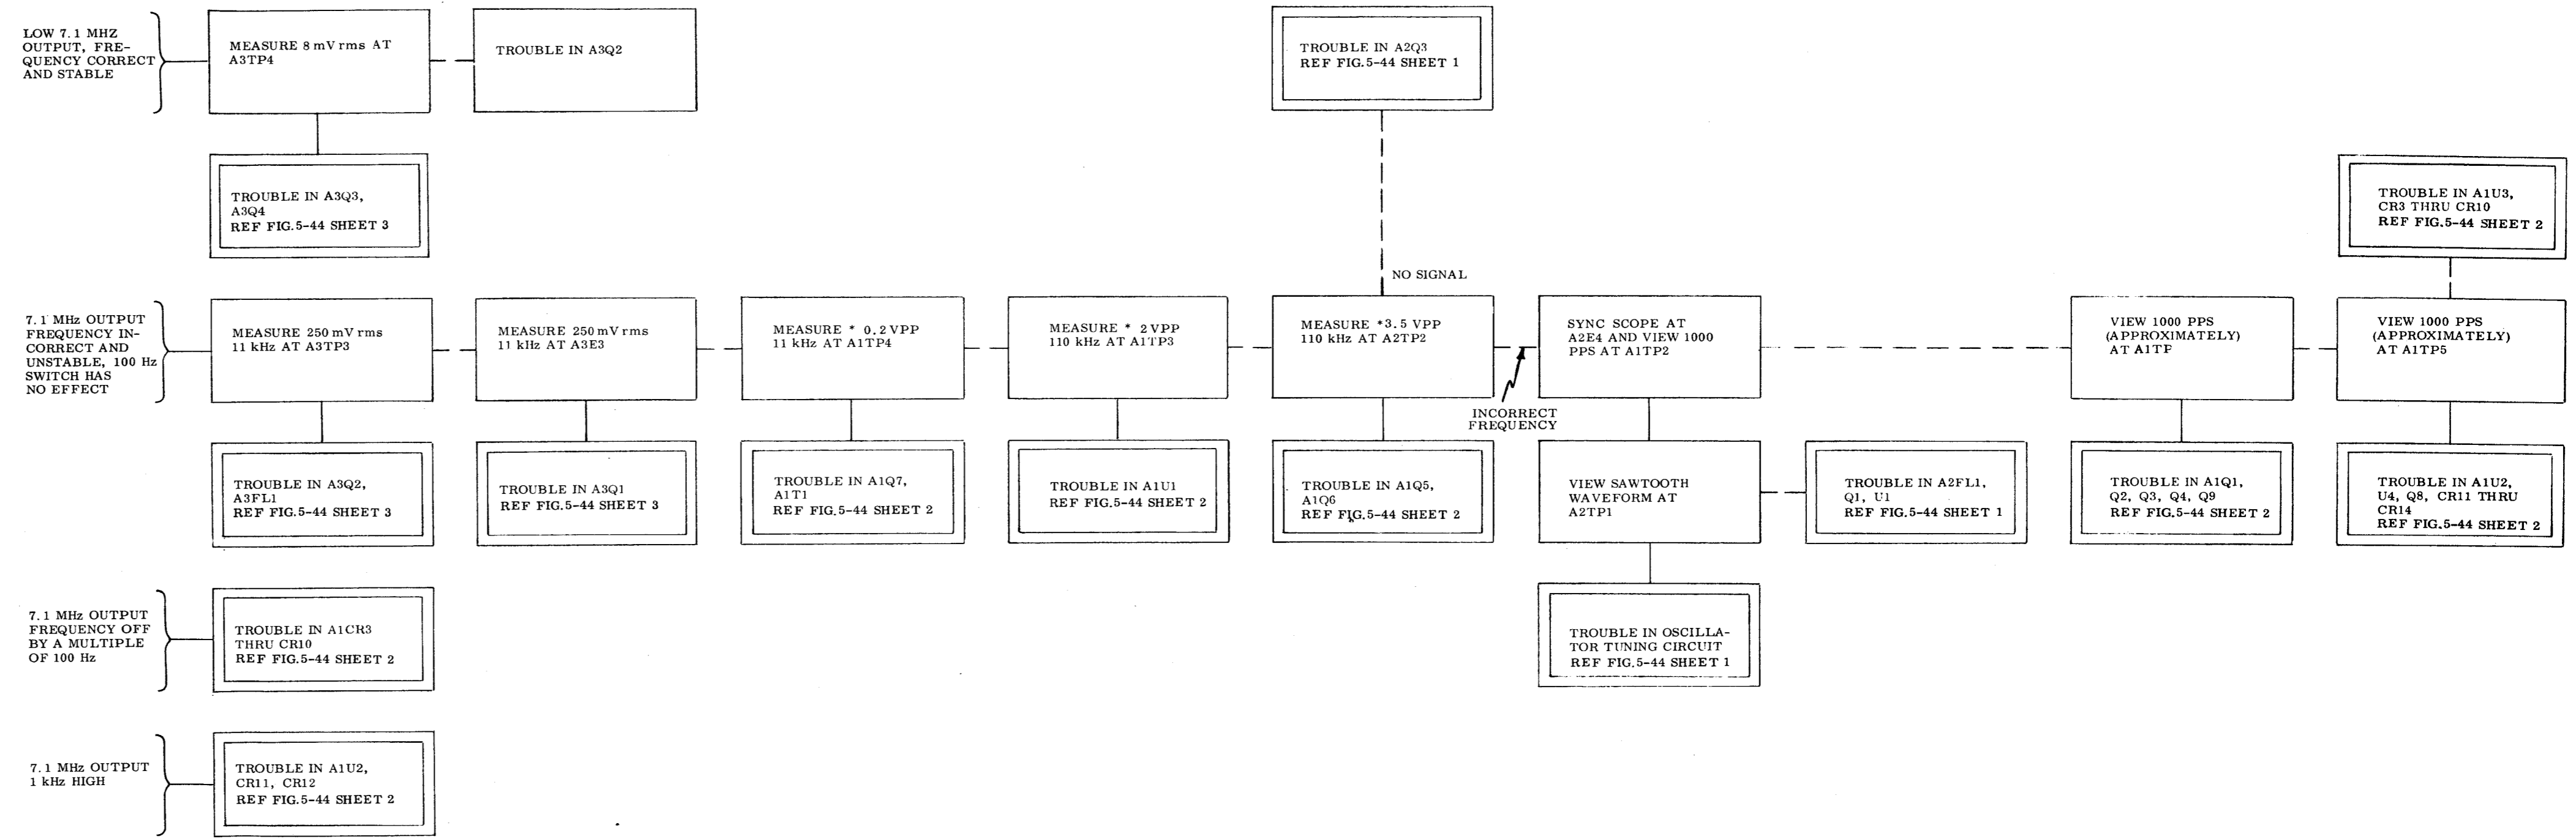 LOW 7.1 MHZ
OUTPUT, FRE-
QUENCY CORRECT
AND STABLE
MEASURE 8 mV rms AT
A3TP4
TROUBLE IN A3Q2
TROUBLE IN A2Q3
REF FIG.5-44 SHEET 1
TROUBLE IN A3Q3,
A3Q4
REF FIG.5-44 SHEET 3
TROUBLE IN A1U3,
CR3 THRU CR10
REF FIG.5-44 SHEET 2
NO SIGNAL
7.1 MHz OUTPUT
FREQUENCY IN-
CORRECT AND
UNSTABLE, 100 Hz
SWITCH HAS
NO EFFECT
MEASURE 250 mV rms
11 kHz AT A3TP3
MEASURE 250 mV rms
11 kHz AT A3E3
MEASURE * 0.2 VPP
11 kHz AT A1TP4
MEASURE * 2 VPP
110 kHz AT A1TP3
MEASURE *3.5 VPP
110 kHz AT A2TP2
SYNC SCOPE AT
A2E4 AND VIEW 1000
PPS AT A1TP2
VIEW 1000 PPS
(APPROXIMATELY)
AT A1TP
VIEW 1000 PPS
(APPROXIMATELY)
AT A1TP5
INCORRECT
FREQUENCY
TROUBLE IN A3Q2,
A3FL1
REF FIG.5-44 SHEET 3
TROUBLE IN A3Q1
REF FIG.5-44 SHEET 3
TROUBLE IN A1Q7,
A1T1
REF FIG.5-44 SHEET 2
TROUBLE IN A1U1
REF FIG.5-44 SHEET 2
TROUBLE IN A1Q5,
A1Q6
REF FIG.5-44 SHEET 2
VIEW SAWTOOTH
WAVEFORM AT
A2TP1
TROUBLE IN A2FL1,
Q1, U1
REF FIG.5-44 SHEET 1
TROUBLE IN A1Q1,
Q2, Q3, Q4, Q9
REF FIG.5-44 SHEET 2
TROUBLE IN A1U2,
U4, Q8, CR11 THRU
CR14
REF FIG.5-44 SHEET 2
7.1 MHz OUTPUT
FREQUENCY OFF
BY A MULTIPLE
OF 100 Hz
TROUBLE IN A1CR3
THRU CR10
REF FIG.5-44 SHEET 2
TROUBLE IN OSCILLA-
TOR TUNING CIRCUIT
REF FIG.5-44 SHEET 1
7.1 MHz OUTPUT
1 kHz HIGH
TROUBLE IN A1U2,
CR11, CR12
REF FIG.5-44 SHEET 2